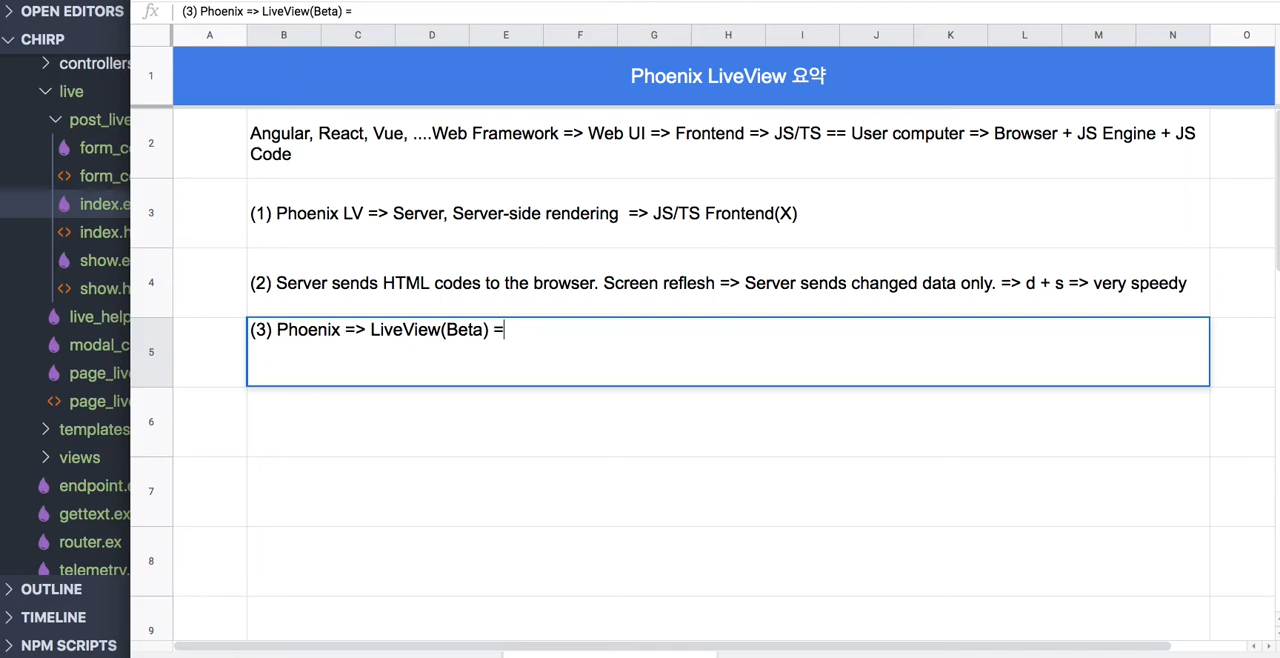 OPEN EDITORS
CHIRP
controllers
live
post_live
form_c
form_c
index.e
index.h
show.e
show.h
live_help
modal_c
page_liv
page_liv
templates
views
endpoint.
gettext.ex
router.ex
telemetry.
OUTLINE
TIMELINE
NPM SCRIPTS
fx (3) Phoenix => LiveView(Beta) =
A B C D E F G H I J K L M N O
1 Phoenix LiveView 요약
2 Angular, React, Vue, ....Web Framework => Web UI => Frontend => JS/TS == User computer => Browser + JS Engine + JS
Code
3 (1) Phoenix LV => Server, Server-side rendering => JS/TS Frontend(X)
4 (2) Server sends HTML codes to the browser. Screen reflesh => Server sends changed data only. => d + s => very speedy
5 (3) Phoenix => LiveView(Beta) =
6
7
8
9